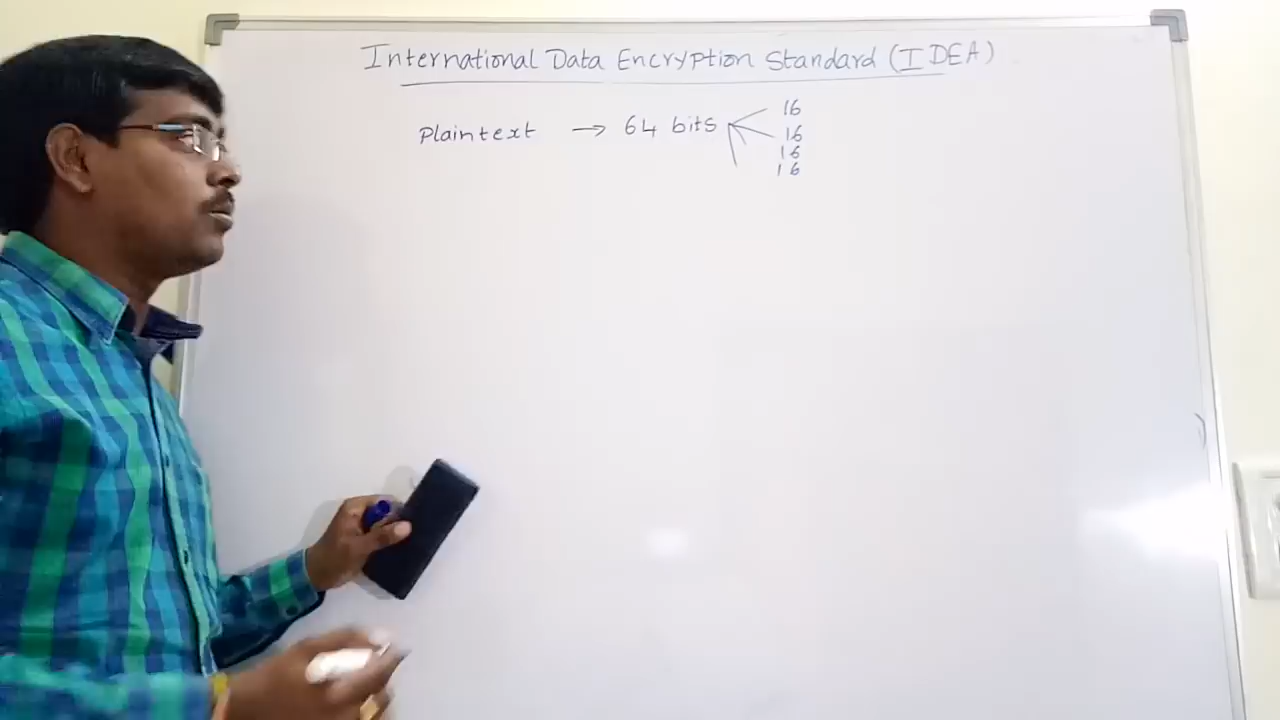 International Data Encryption Standard (IDEA)
Plaintext → 64 bits
16
16
16
16